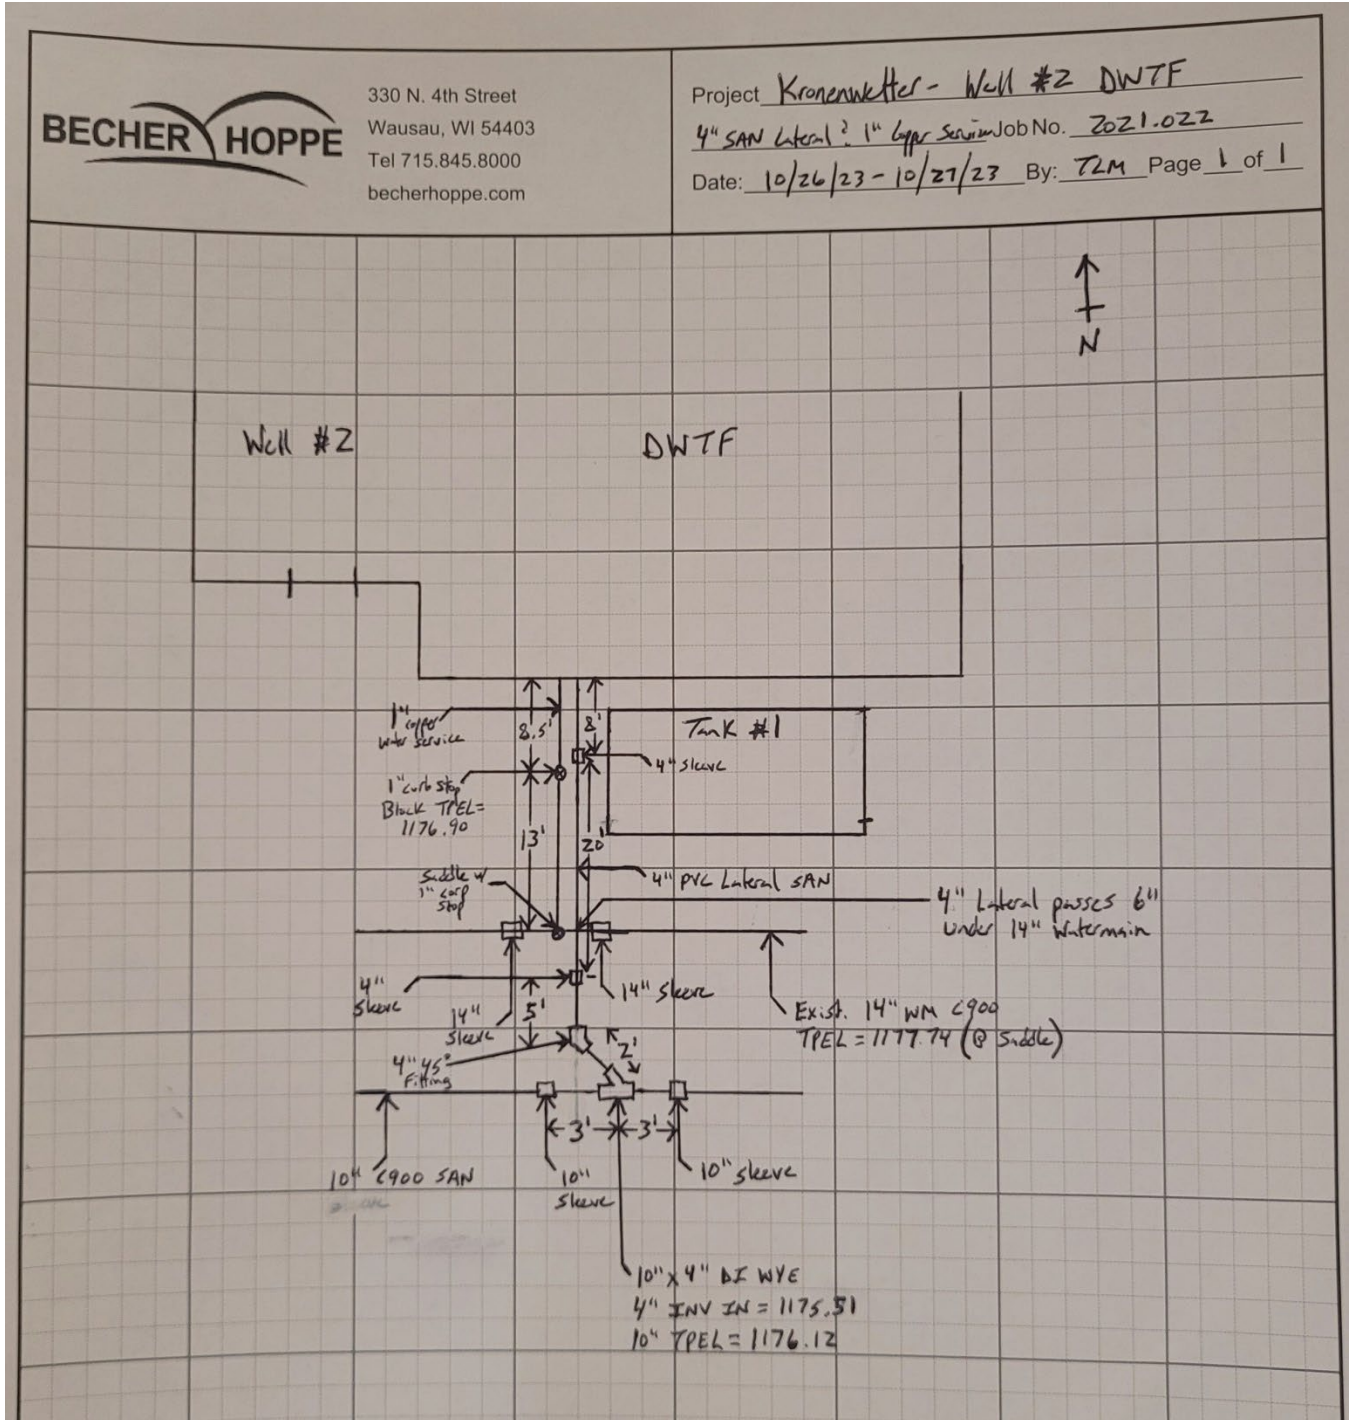 BECHER HOPPE
330 N. 4th Street
Wausau, WI 54403
Tel 715.845.8000
becherhoppe.com
Project Kronenwetter - Well #2 DWTF
4" SAN Lateral & 1" Copper Service Job No. 2021.022
Date: 10/26/23 - 10/27/23 By: TLM Page 1 of 1
N
Well #2
DWTF
1" copper
water service
8.5'
8'
Tank #1
4" sleeve
1" curb stop
Block TPEL=
1176.90
13'
20'
Saddle w/
1" corp
stop
4" PVC Lateral SAN
4" Lateral passes 6"
under 14" Watermain
4"
Sleeve
14"
Sleeve
5'
14" Sleeve
Exist. 14" WM C900
TPEL = 1177.74 (@ Saddle)
4" 45°
Fitting
2'
3'
3'
10" C900 SAN
10"
Sleeve
10" sleeve
10" x 4" DI WYE
4" INV IN = 1175.51
10" TPEL = 1176.12